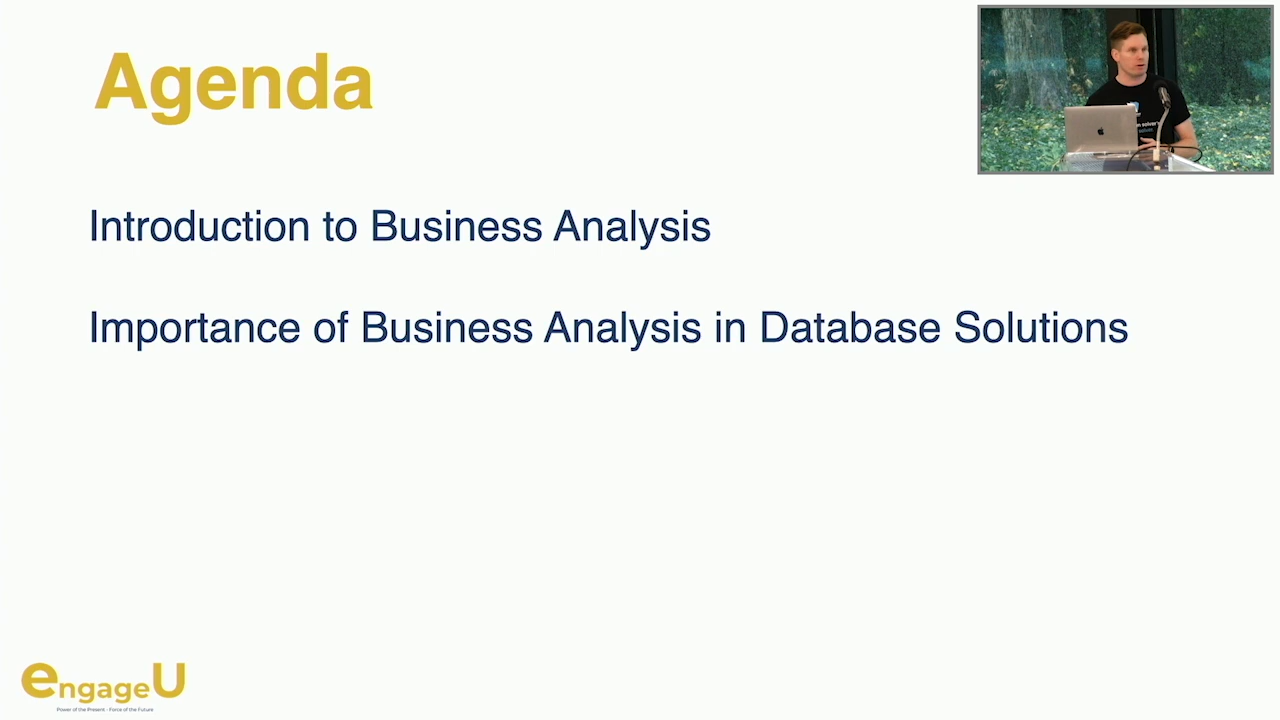 Agenda
Introduction to Business Analysis
Importance of Business Analysis in Database Solutions
engageU
Power of the Present - Force of the Future